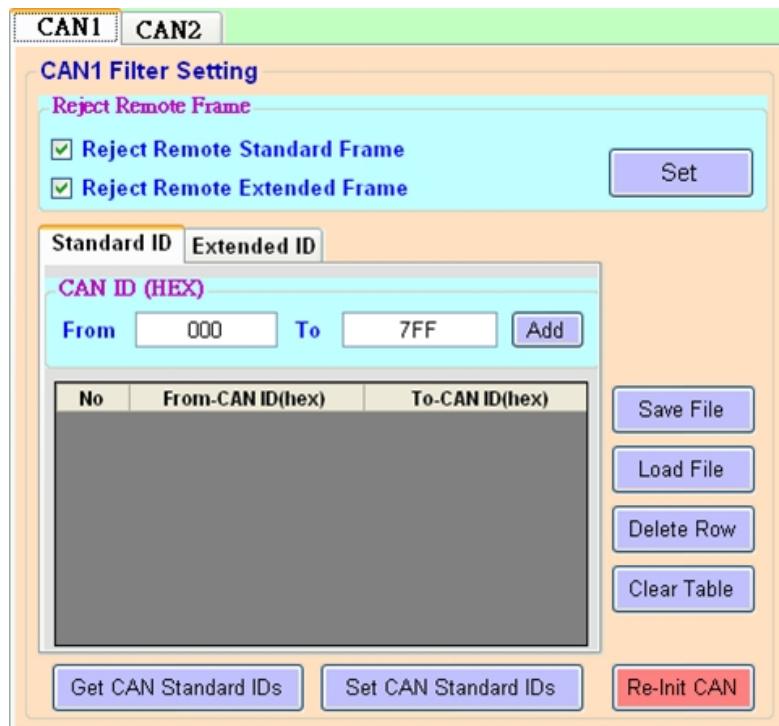 CAN1 CAN2
CAN1 Filter Setting
Reject Remote Frame
Reject Remote Standard Frame
Reject Remote Extended Frame
Set
Standard ID Extended ID
CAN ID (HEX)
From 000 To 7FF Add
No From-CAN ID(hex) To-CAN ID(hex)
Save File
Load File
Delete Row
Clear Table
Get CAN Standard IDs Set CAN Standard IDs Re-Init CAN